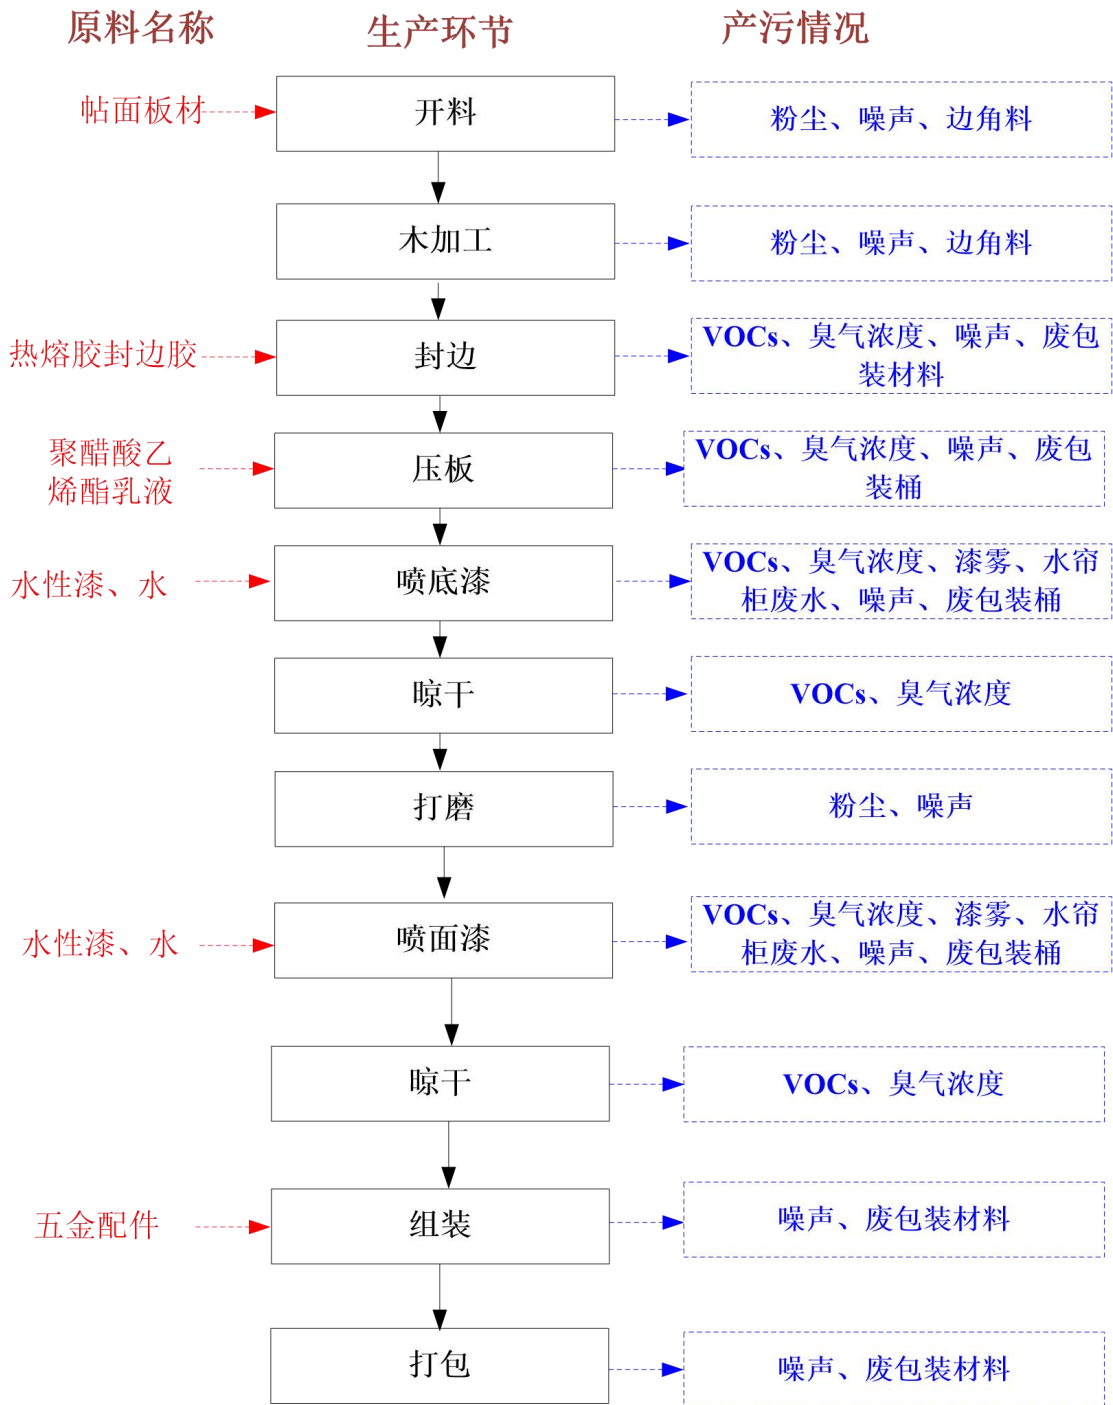 原料名称
生产环节
产污情况
帖面板材
开料
粉尘、噪声、边角料
木加工
粉尘、噪声、边角料
热熔胶封边胶
封边
VOCs、臭气浓度、噪声、废包
装材料
聚醋酸乙
烯酯乳液
压板
VOCs、臭气浓度、噪声、废包
装桶
水性漆、水
喷底漆
VOCs、臭气浓度、漆雾、水帘
柜废水、噪声、废包装桶
晾干
VOCs、臭气浓度
打磨
粉尘、噪声
水性漆、水
喷面漆
VOCs、臭气浓度、漆雾、水帘
柜废水、噪声、废包装桶
晾干
VOCs、臭气浓度
五金配件
组装
噪声、废包装材料
打包
噪声、废包装材料